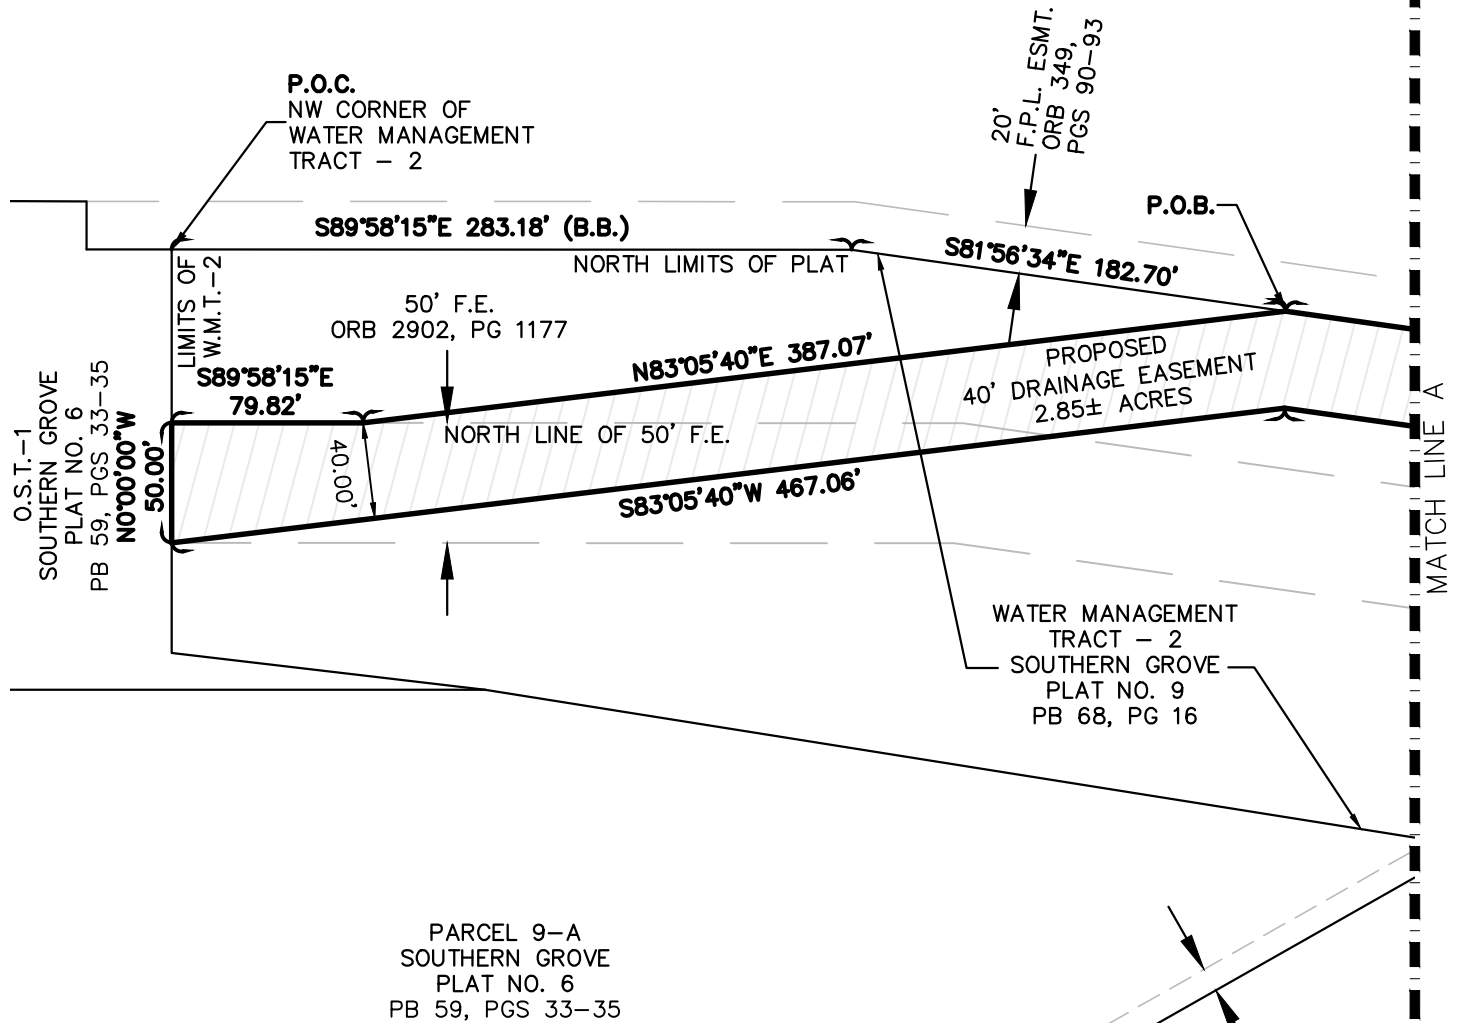 P.O.C.
NW CORNER OF
WATER MANAGEMENT
TRACT - 2
20'
F.P.L. ESMT.
ORB 349,
PGS 90-93
P.O.B.
S89°58'15"E 283.18' (B.B.)
NORTH LIMITS OF PLAT
S81°56'34"E 182.70'
LIMITS OF
W.M.T.-2
50' F.E.
ORB 2902, PG 1177
S89°58'15"E
79.82'
N83°05'40"E 387.07'
PROPOSED
40' DRAINAGE EASEMENT
2.85± ACRES
O.S.T.-1
SOUTHERN GROVE
PLAT NO. 6
PB 59, PGS 33-35
N0°00'00"W
50.00'
40.00'
NORTH LINE OF 50' F.E.
S83°05'40"W 467.06'
MATCH LINE A
WATER MANAGEMENT
TRACT - 2
SOUTHERN GROVE
PLAT NO. 9
PB 68, PG 16
PARCEL 9-A
SOUTHERN GROVE
PLAT NO. 6
PB 59, PGS 33-35